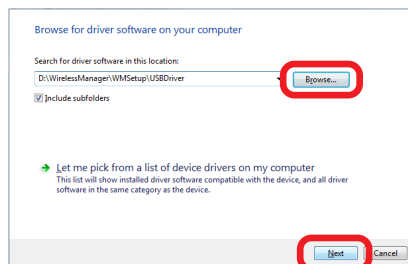 Browse for driver software on your computer
Search for driver software in this location:
D:\WirelessManager\WMSetup\USBDriver
Browse...
Include subfolders
Let me pick from a list of device drivers on my computer
This list will show installed driver software compatible with the device, and all driver
software in the same category as the device.
Next
Cancel